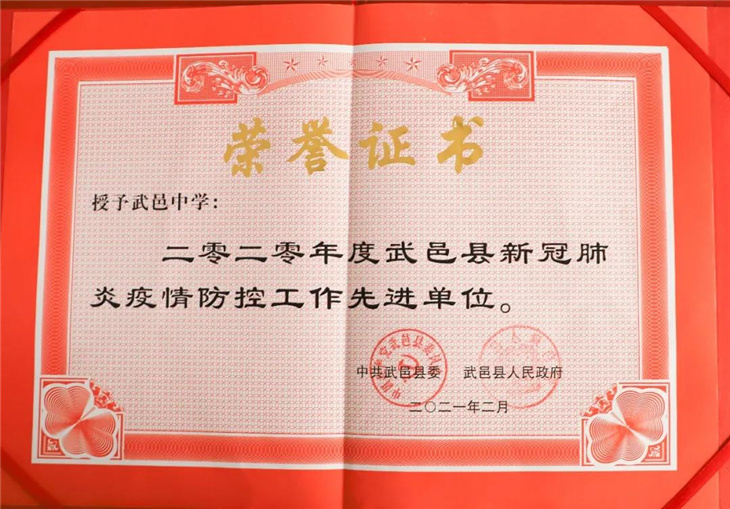 荣誉证书
授予武邑中学：
二零二零年度武邑县新冠肺
炎疫情防控工作先进单位。
中共武邑县委 武邑县人民政府
二〇二一年二月